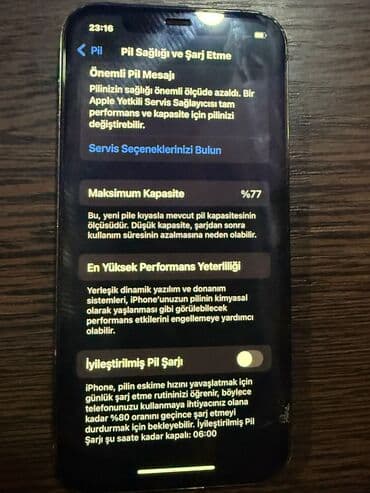 23:16
Pil
Pil Sağlığı ve Şarj Etme
Önemli Pil Mesajı
Pilinizin sağlığı önemli ölçüde azaldı. Bir
Apple Yetkili Servis Sağlayıcısı tam
performans ve kapasite için pilinizi
değiştirebilir.
Servis Seçeneklerinizi Bulun
Maksimum Kapasite %77
Bu, yeni pile kıyasla mevcut pil kapasitesinin
ölçüsüdür. Düşük kapasite, şarjdan sonra
kullanım süresinin azalmasına neden olabilir.
En Yüksek Performans Yeterliliği
Yerleşik dinamik yazılım ve donanım
sistemleri, iPhone'unuzun pilinin kimyasal
olarak yaşlanması gibi görülebilecek
performans etkilerini engellemeye yardımcı
olabilir.
İyileştirilmiş Pil Şarjı
iPhone, pilin eskime hızını yavaşlatmak için
günlük şarj etme rutininizi öğrenir, böylece
telefonunuzu kullanmaya ihtiyacınız olana
kadar %80 oranını geçince şarj etmeyi
durdurmak için bekleyebilir. İyileştirilmiş Pil
Şarjı şu saate kadar kapalı: 06:00